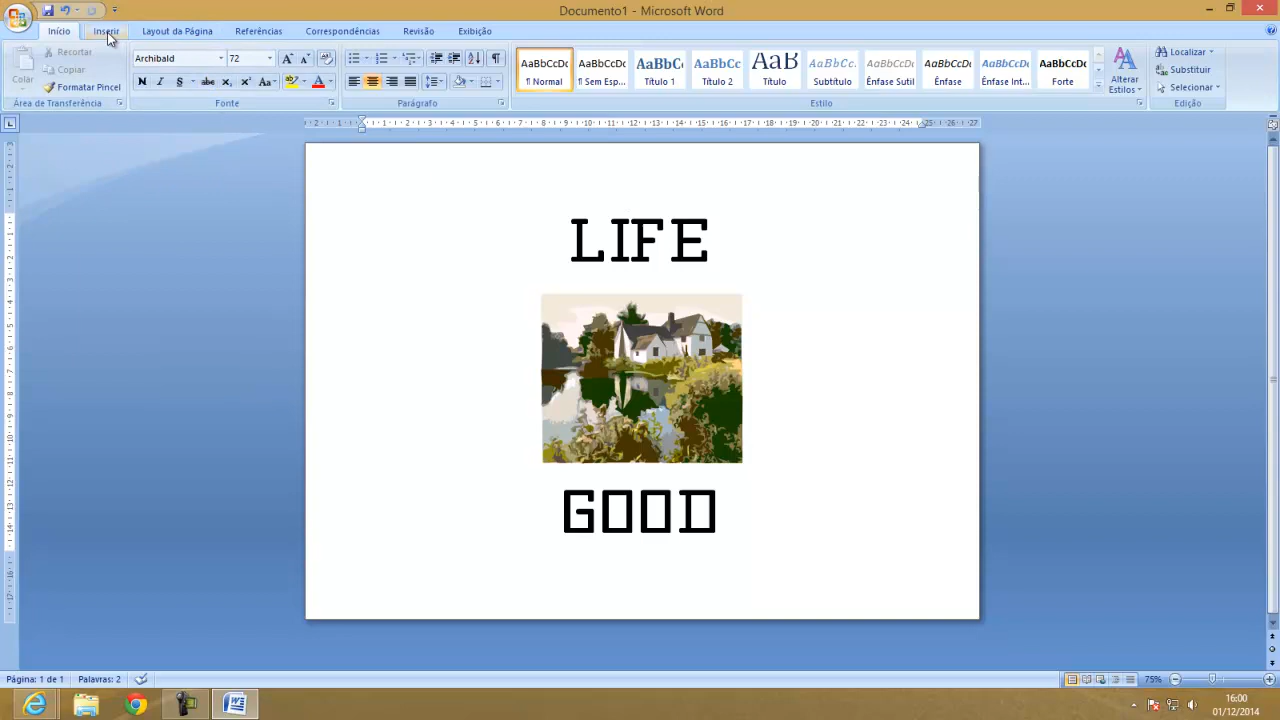 Documento1 - Microsoft Word
Início Inserir Layout da Página Referências Correspondências Revisão Exibição
Colar
Recortar
Copiar
Formatar Pincel
Área de Transferência
Archibald 72
Fonte
Parágrafo
AaBbCcDc AaBbCcDc AaBbC AaBbCc AaB AaBbCc. AaBbCcDc AaBbCcDc AaBbCcDc AaBbCcDc
¶ Normal ¶ Sem Esp... Título 1 Título 2 Título Subtítulo Ênfase Sutil Ênfase Ênfase Int... Forte
Alterar Estilos
Estilo
Localizar
Substituir
Selecionar
Edição
LIFE
GOOD
Página: 1 de 1 Palavras: 2 75%
16:00
01/12/2014